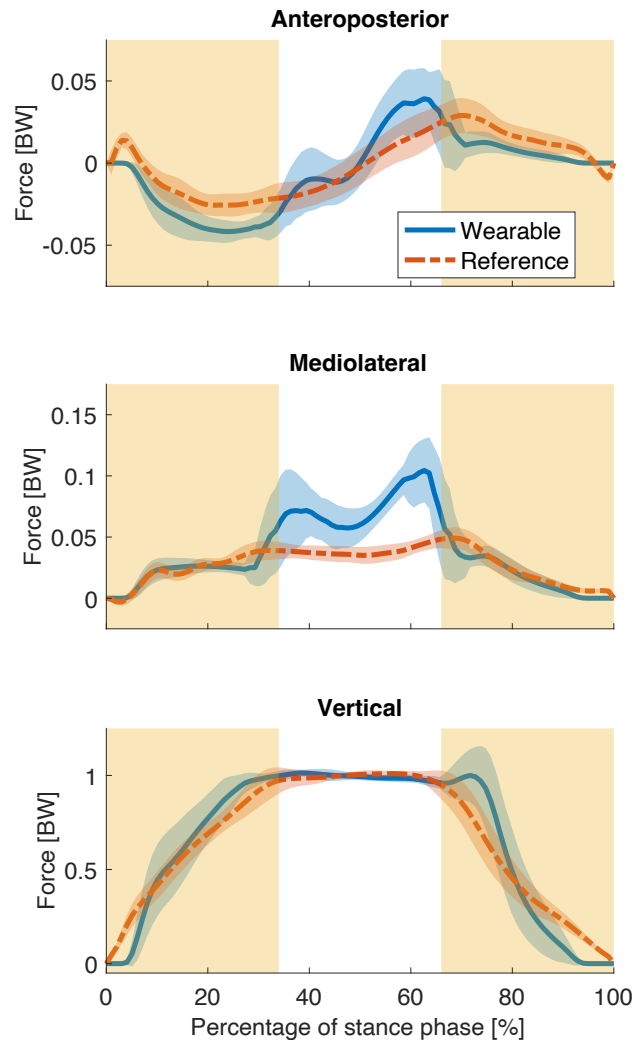 Anteroposterior
Force [BW]
0.05
0
-0.05
Wearable
Reference
Mediolateral
Force [BW]
0.15
0.1
0.05
0
Vertical
Force [BW]
1
0.5
0
0 20 40 60 80 100
Percentage of stance phase [%]